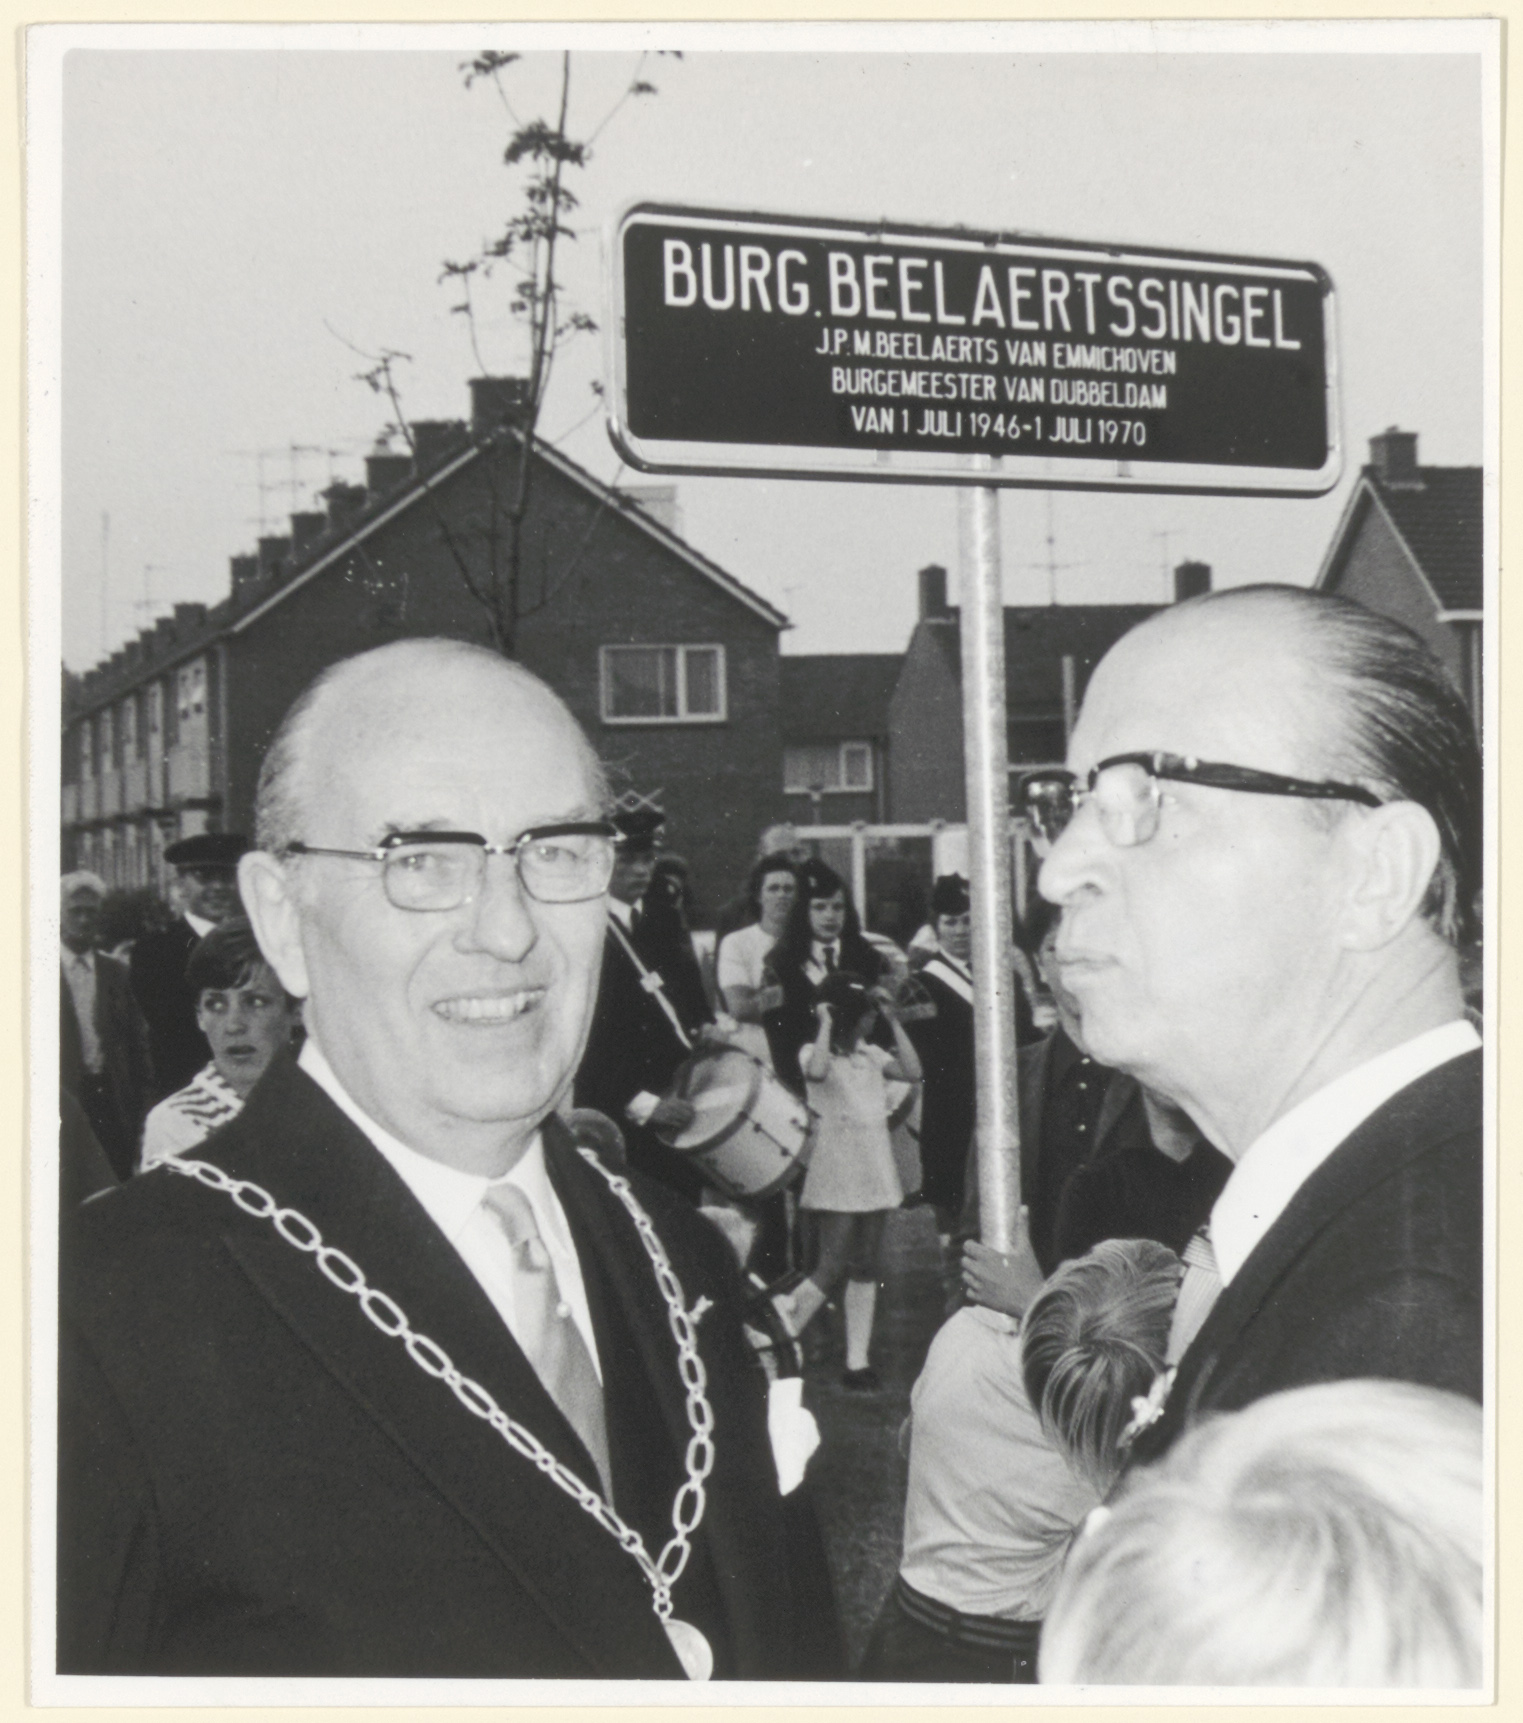 BURG. BEELAERTSSINGEL
J.P.M. BEELAERTS VAN EMMICHOVEN
BURGEMEESTER VAN DUBBELDAM
VAN 1 JULI 1946-1 JULI 1970